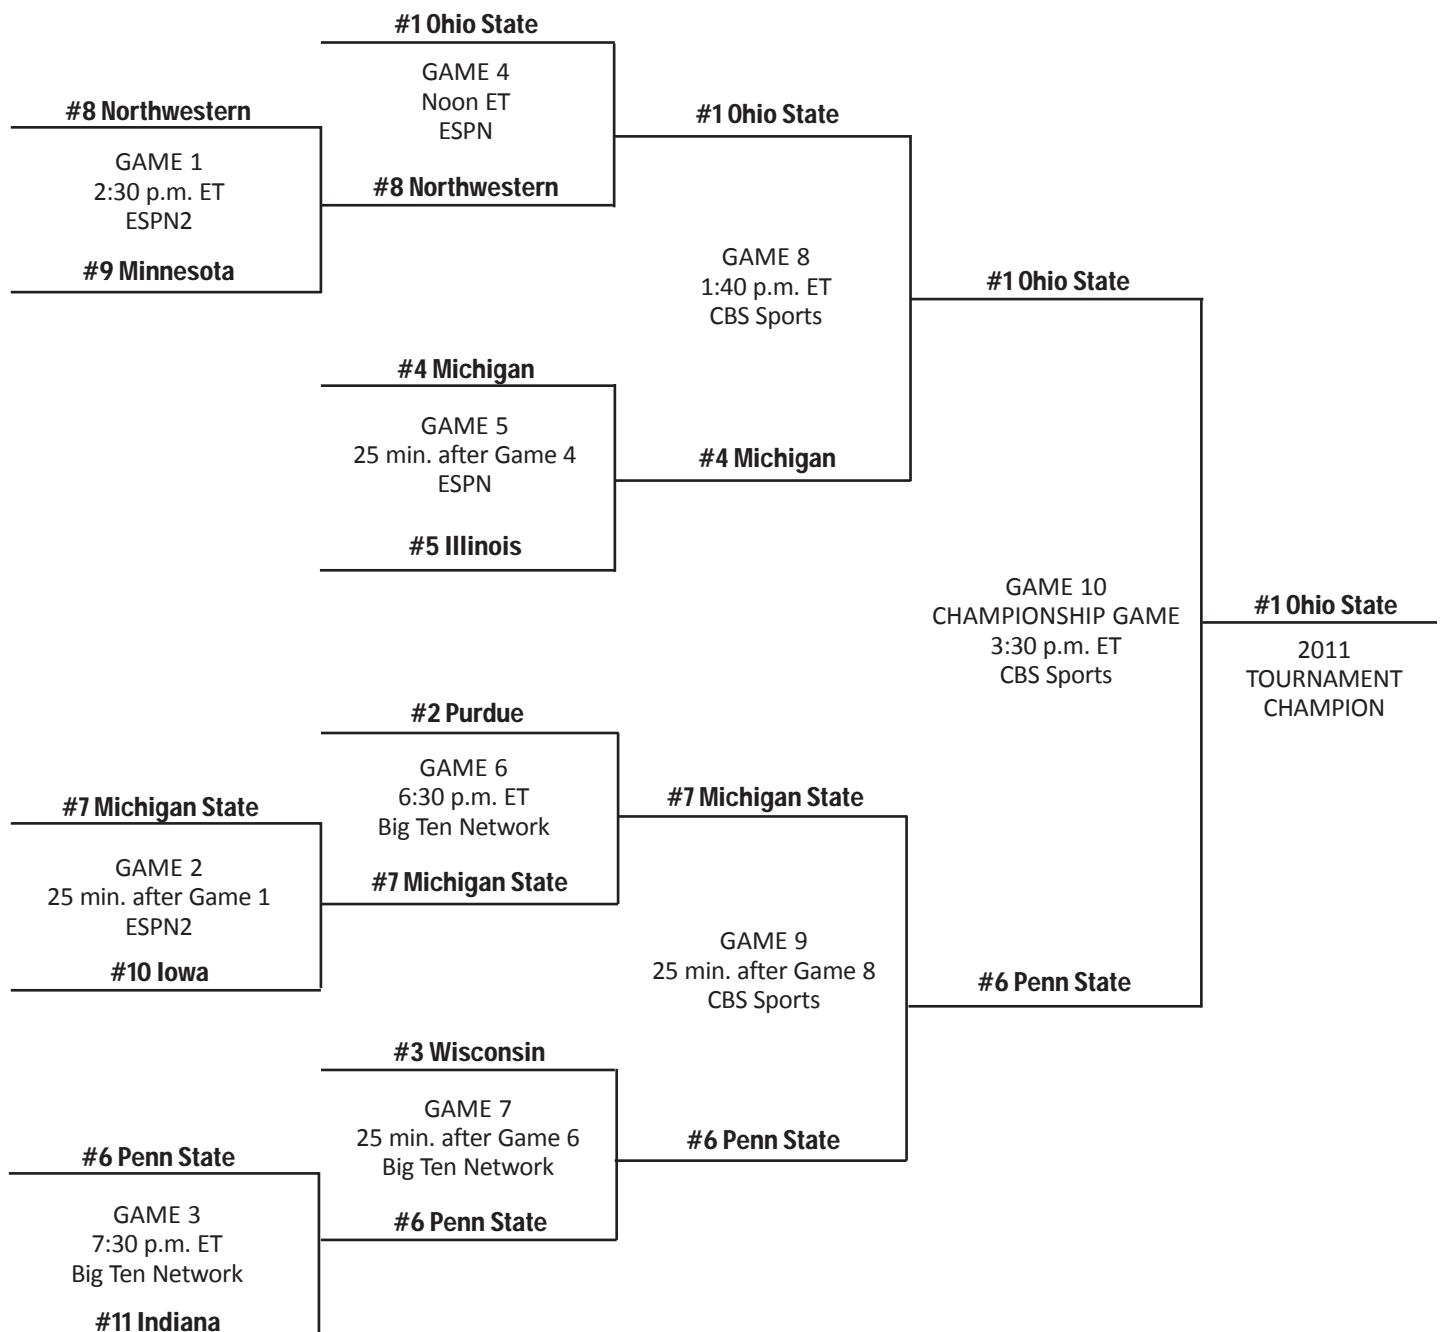 #1 Ohio State
GAME 4
Noon ET
ESPN
#8 Northwestern
#1 Ohio State
GAME 1
2:30 p.m. ET
ESPN2
#8 Northwestern
#9 Minnesota
GAME 8
1:40 p.m. ET
CBS Sports
#1 Ohio State
#4 Michigan
GAME 5
25 min. after Game 4
ESPN
#4 Michigan
#5 Illinois
GAME 10
CHAMPIONSHIP GAME
3:30 p.m. ET
CBS Sports
#1 Ohio State
2011
TOURNAMENT
CHAMPION
#2 Purdue
GAME 6
6:30 p.m. ET
Big Ten Network
#7 Michigan State
#7 Michigan State
GAME 2
25 min. after Game 1
ESPN2
#7 Michigan State
#10 Iowa
GAME 9
25 min. after Game 8
CBS Sports
#6 Penn State
#3 Wisconsin
GAME 7
25 min. after Game 6
Big Ten Network
#6 Penn State
#6 Penn State
GAME 3
7:30 p.m. ET
Big Ten Network
#6 Penn State
#11 Indiana